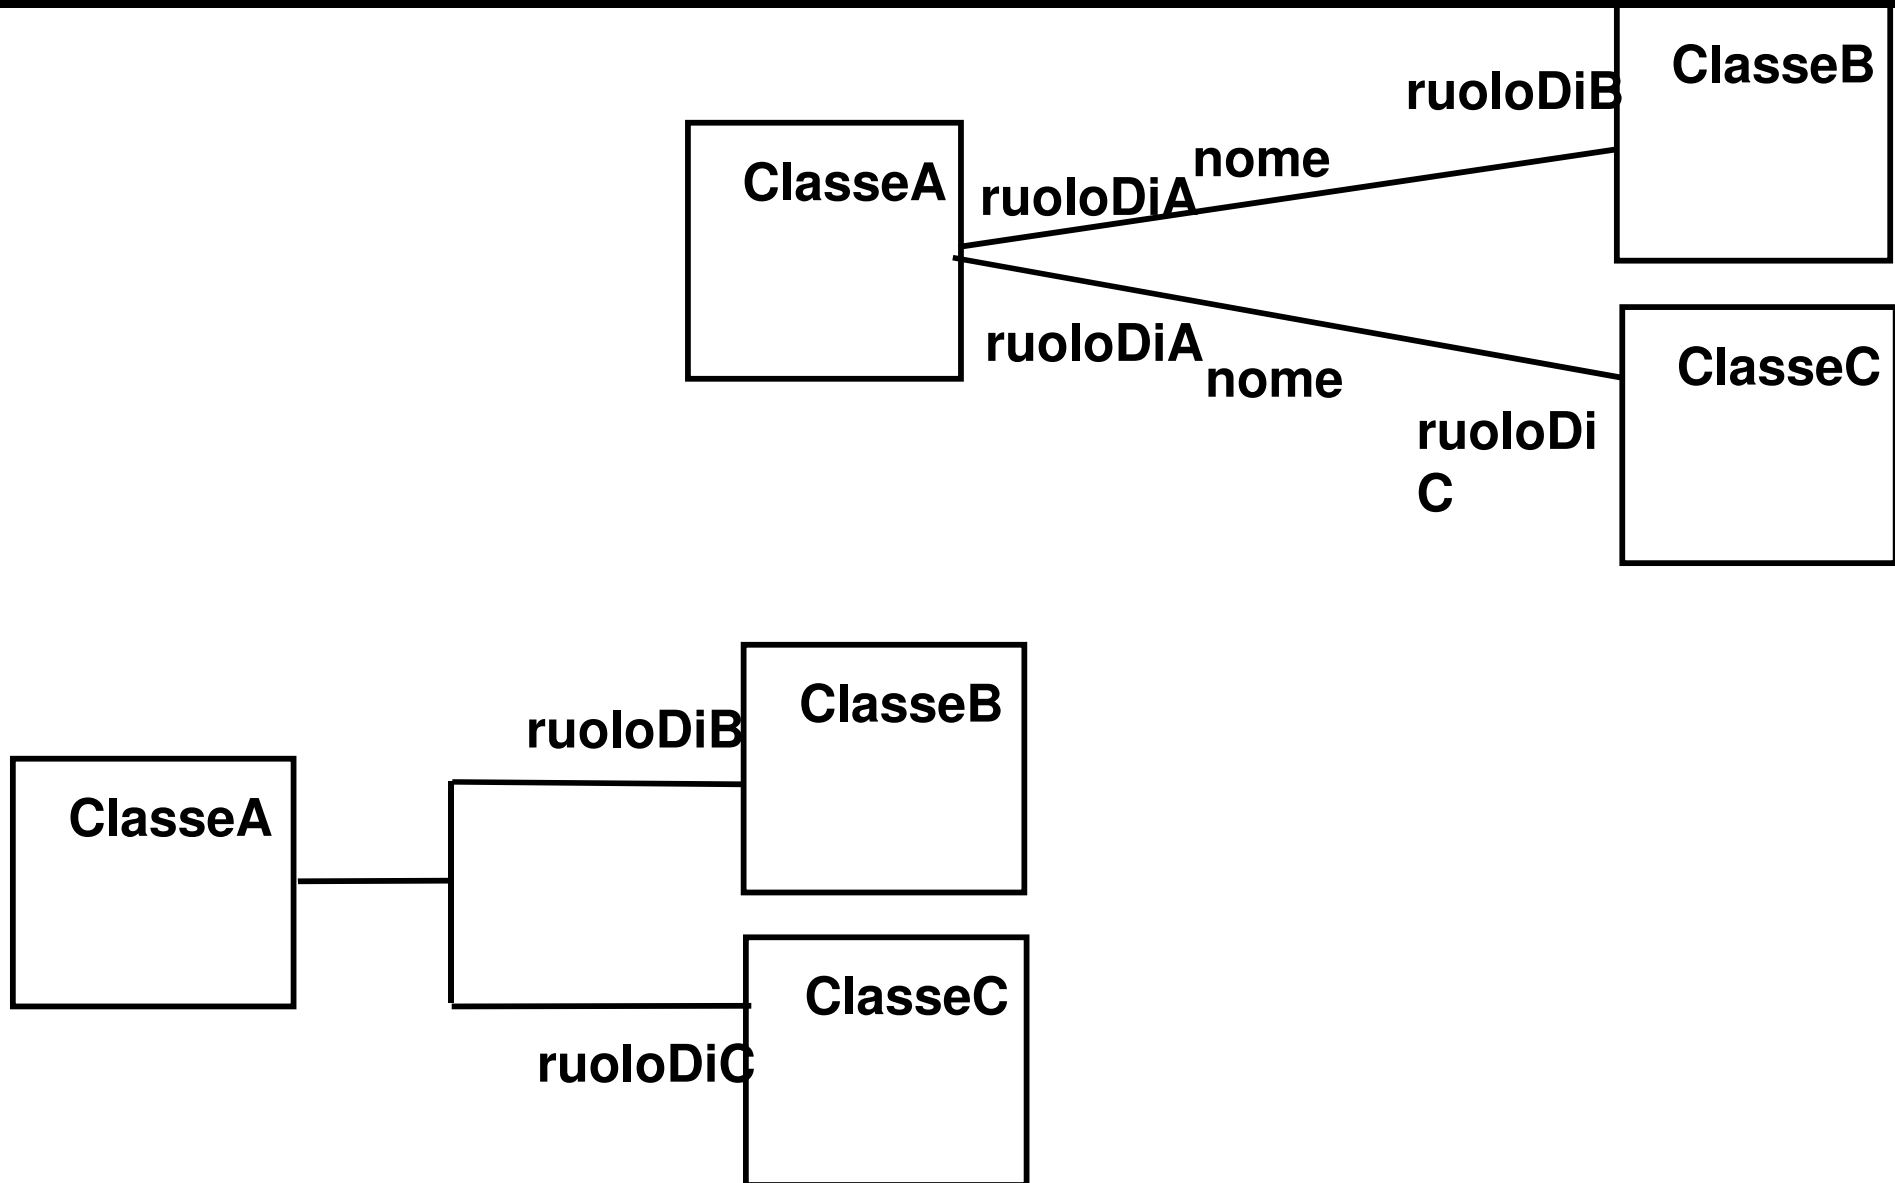 ClasseB
ruoloDiB
nome
ClasseA
ruoloDiA
ruoloDiA
nome
ClasseC
ruoloDi
C
ClasseB
ruoloDiB
ClasseA
ClasseC
ruoloDiC